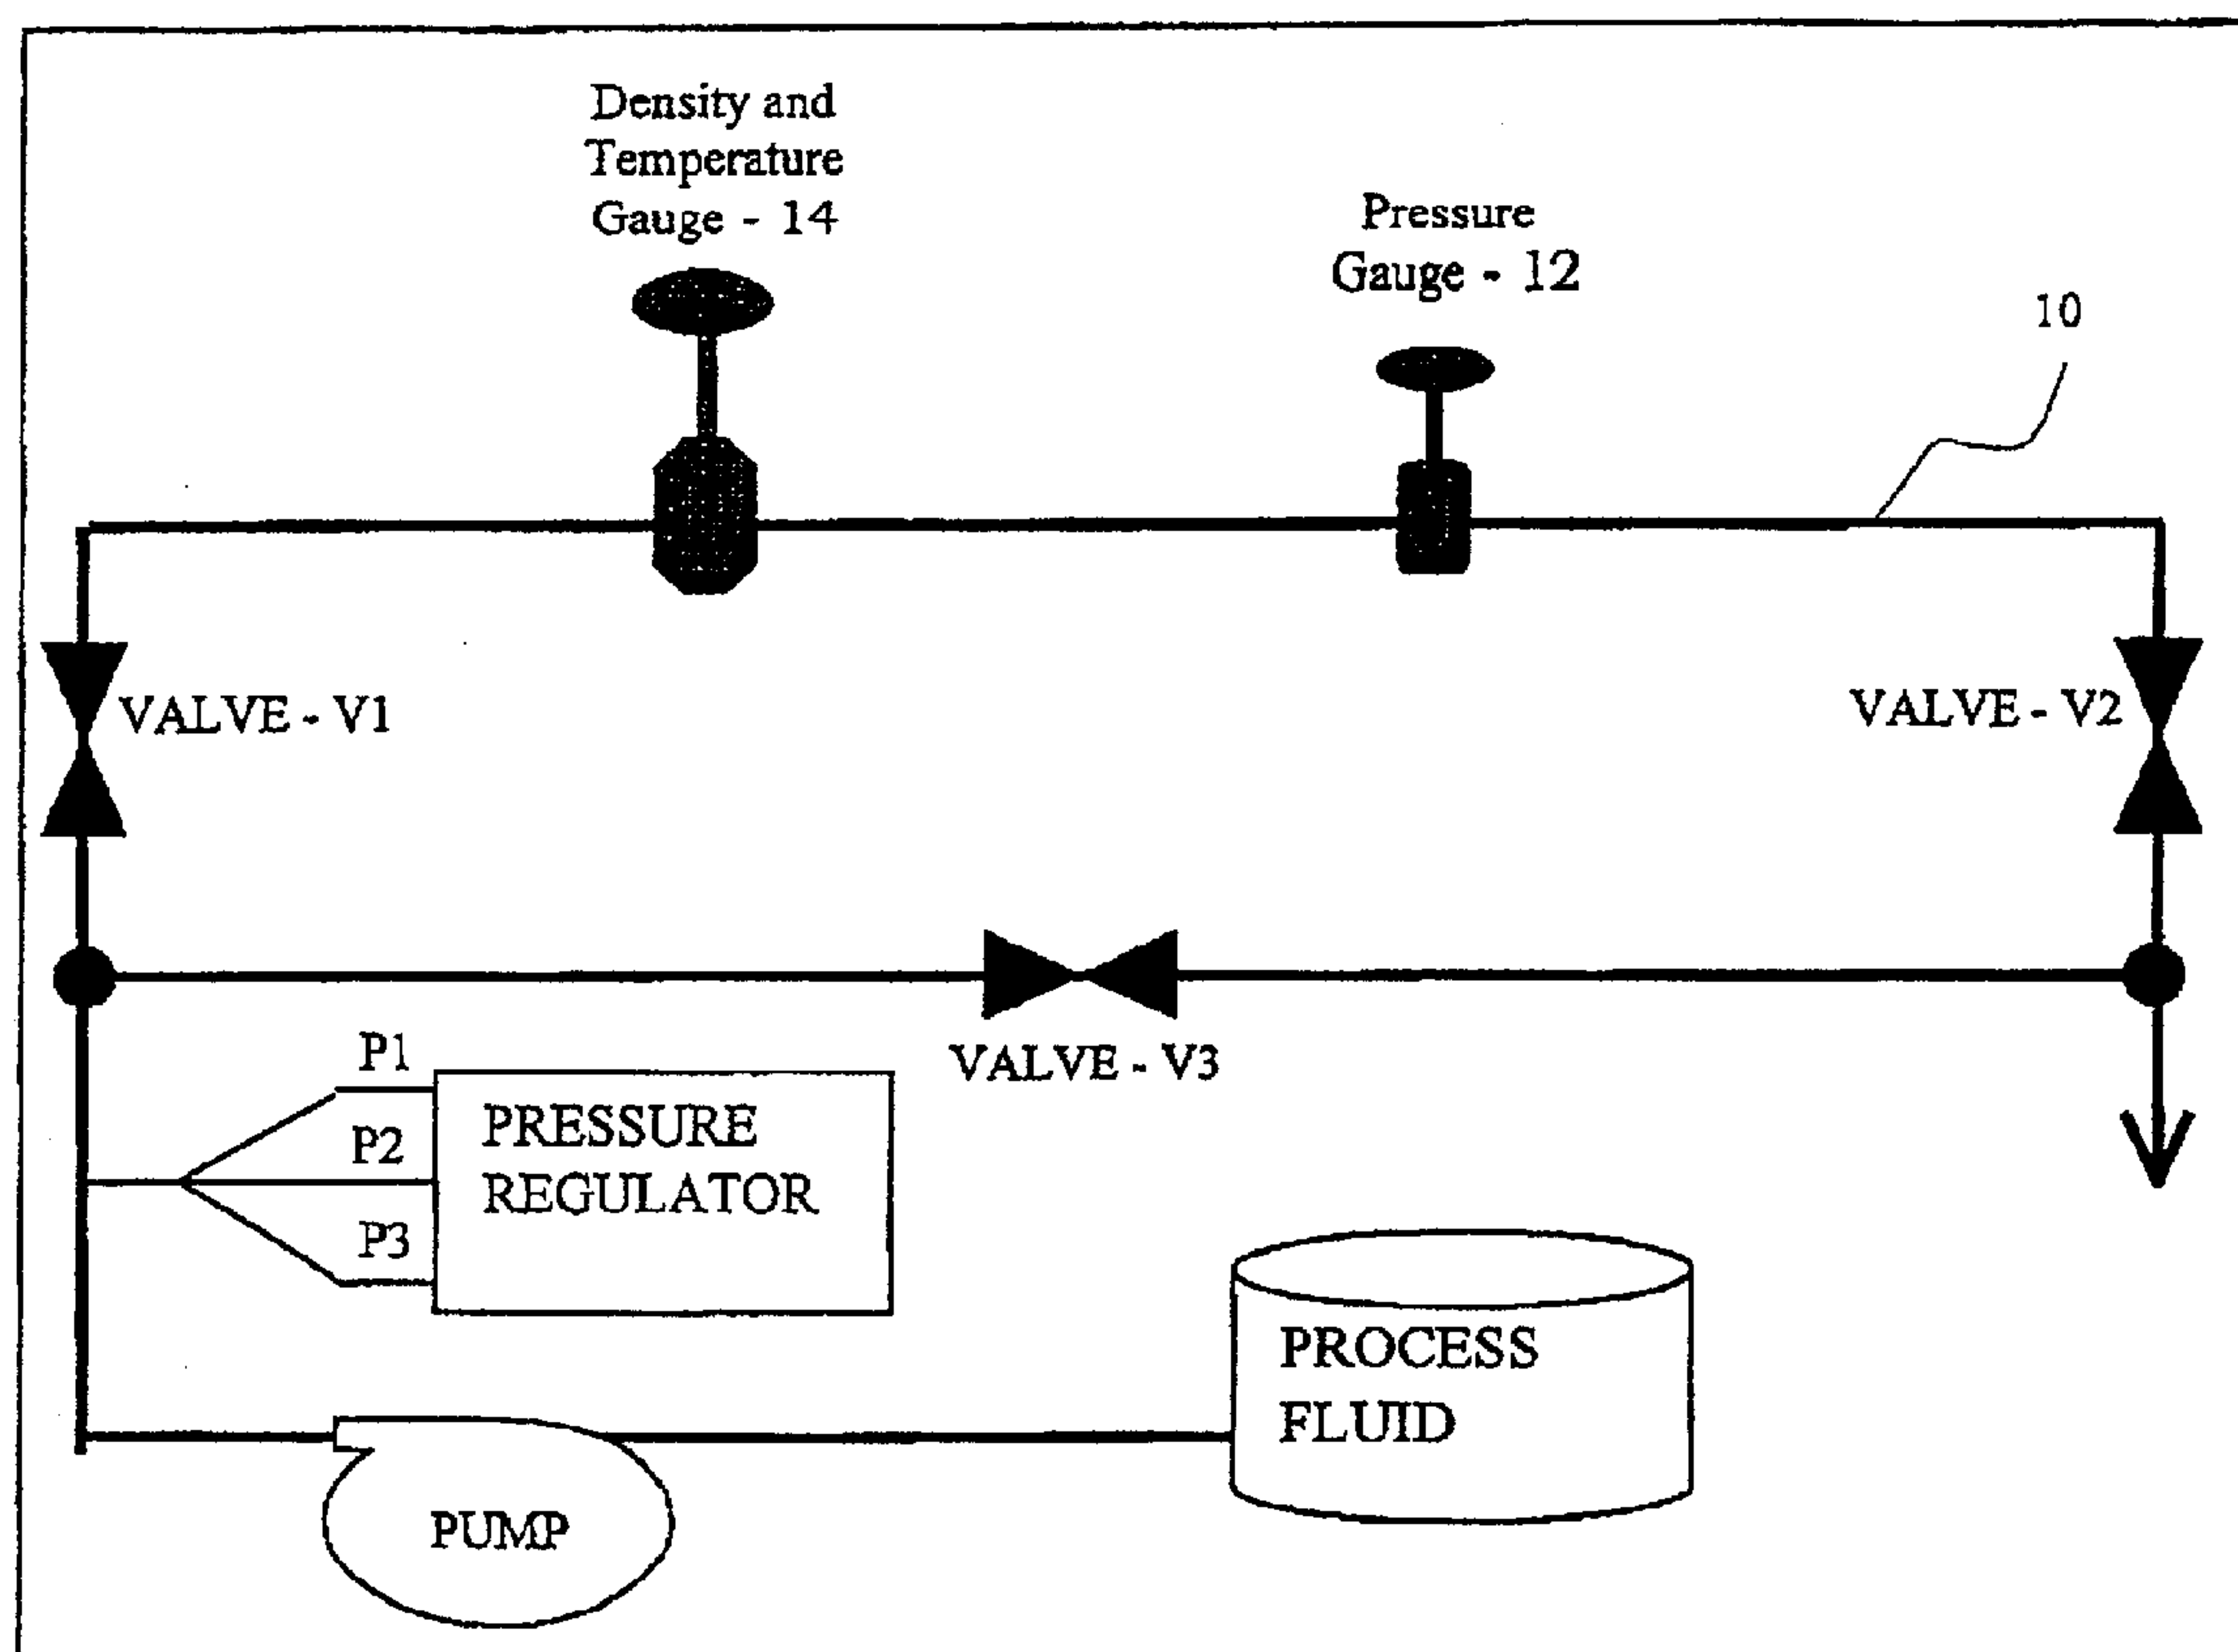 Density and
Temperature
Gauge - 14
Pressure
Gauge - 12
10
VALVE - V1
VALVE - V2
VALVE - V3
P1
P2
P3
PRESSURE
REGULATOR
PROCESS
FLUID
PUMP